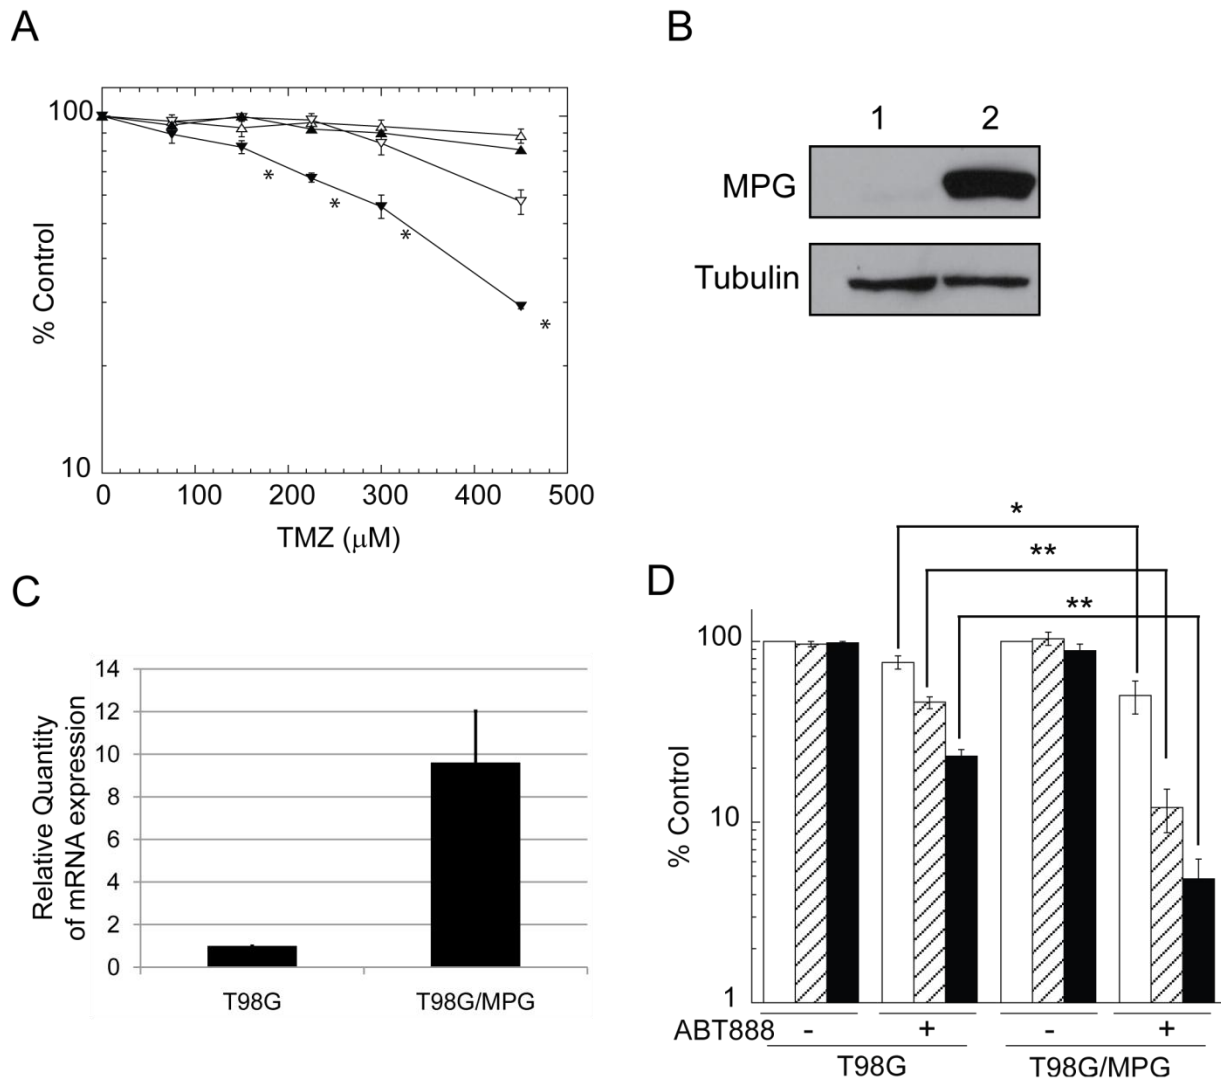 A
100
10
% Control
*
*
*
*
0 100 200 300 400 500
TMZ (μM)
B
1 2
MPG
Tubulin
C
Relative Quantity
of mRNA expression
14
12
10
8
6
4
2
0
T98G T98G/MPG
D
*
**
**
% Control
100
10
1
ABT888 - + - +
T98G T98G/MPG